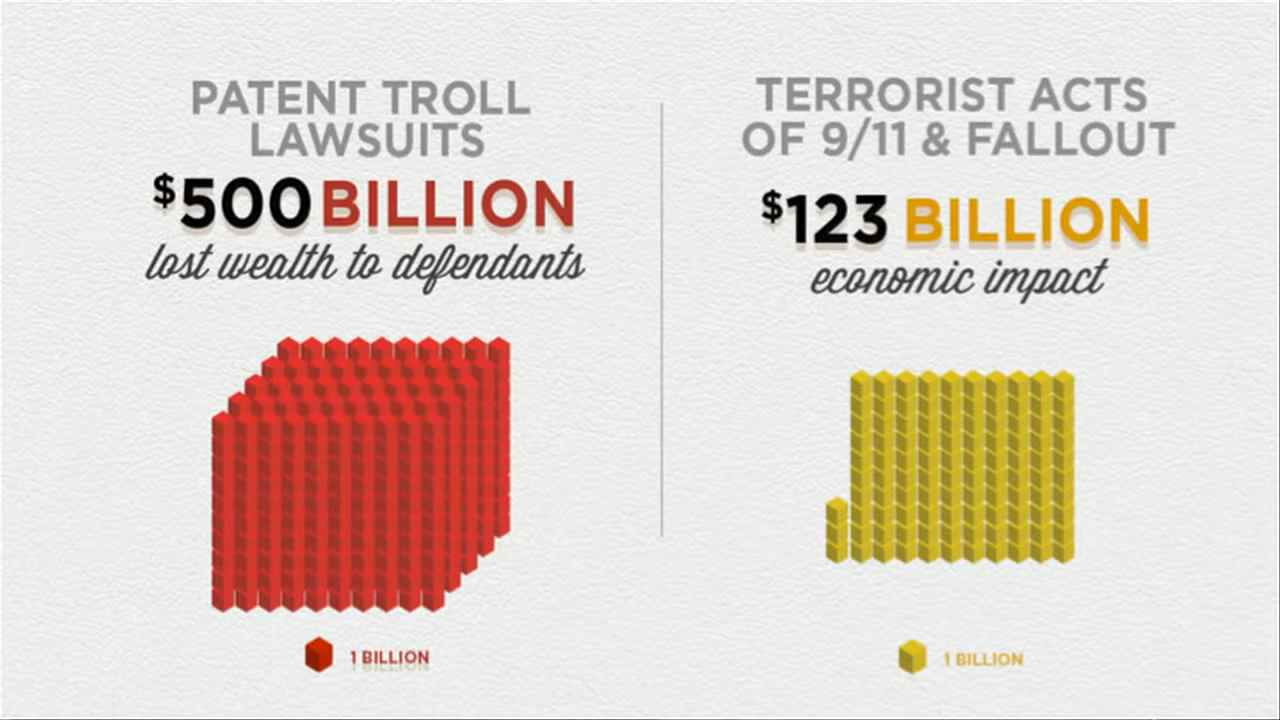 PATENT TROLL
LAWSUITS
$500 BILLION
lost wealth to defendants
1 BILLION
TERRORIST ACTS
OF 9/11 & FALLOUT
$123 BILLION
economic impact
1 BILLION